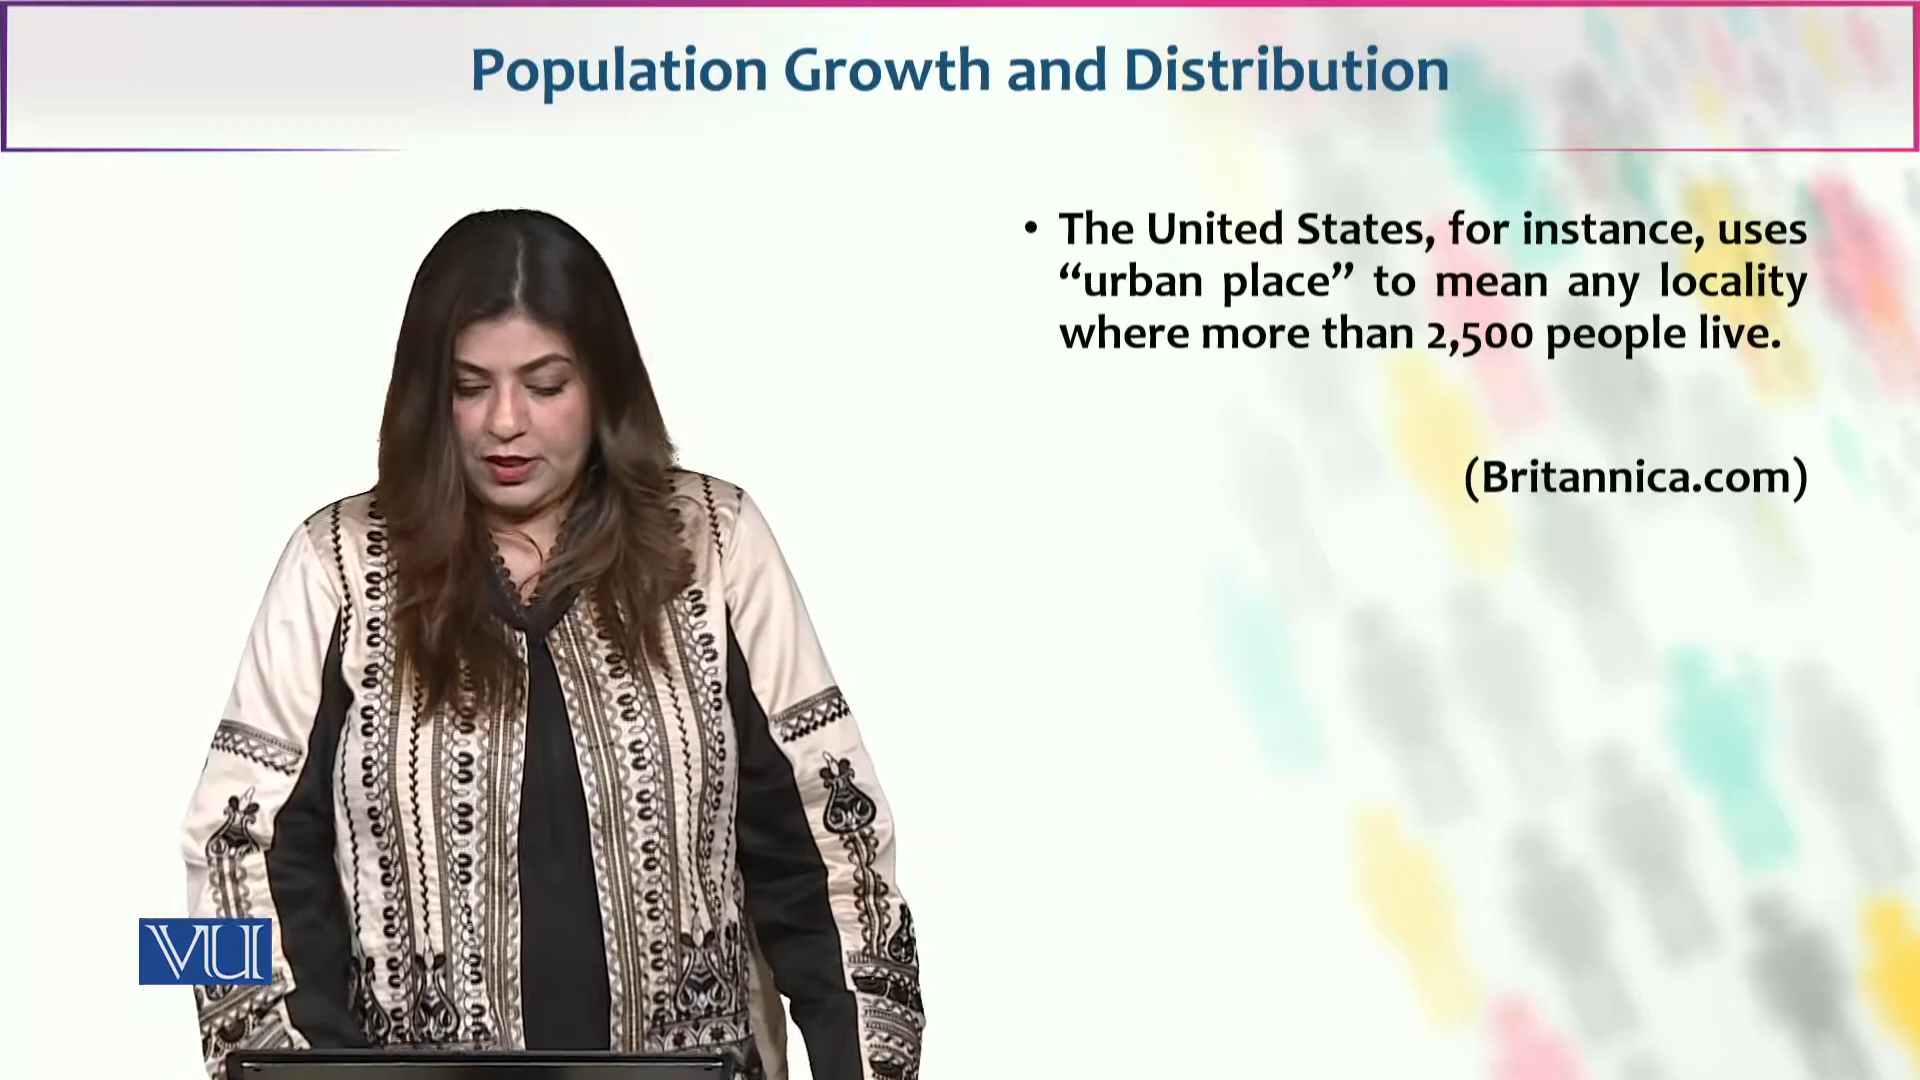 Population Growth and Distribution
• The United States, for instance, uses
“urban place” to mean any locality
where more than 2,500 people live.
(Britannica.com)
VU